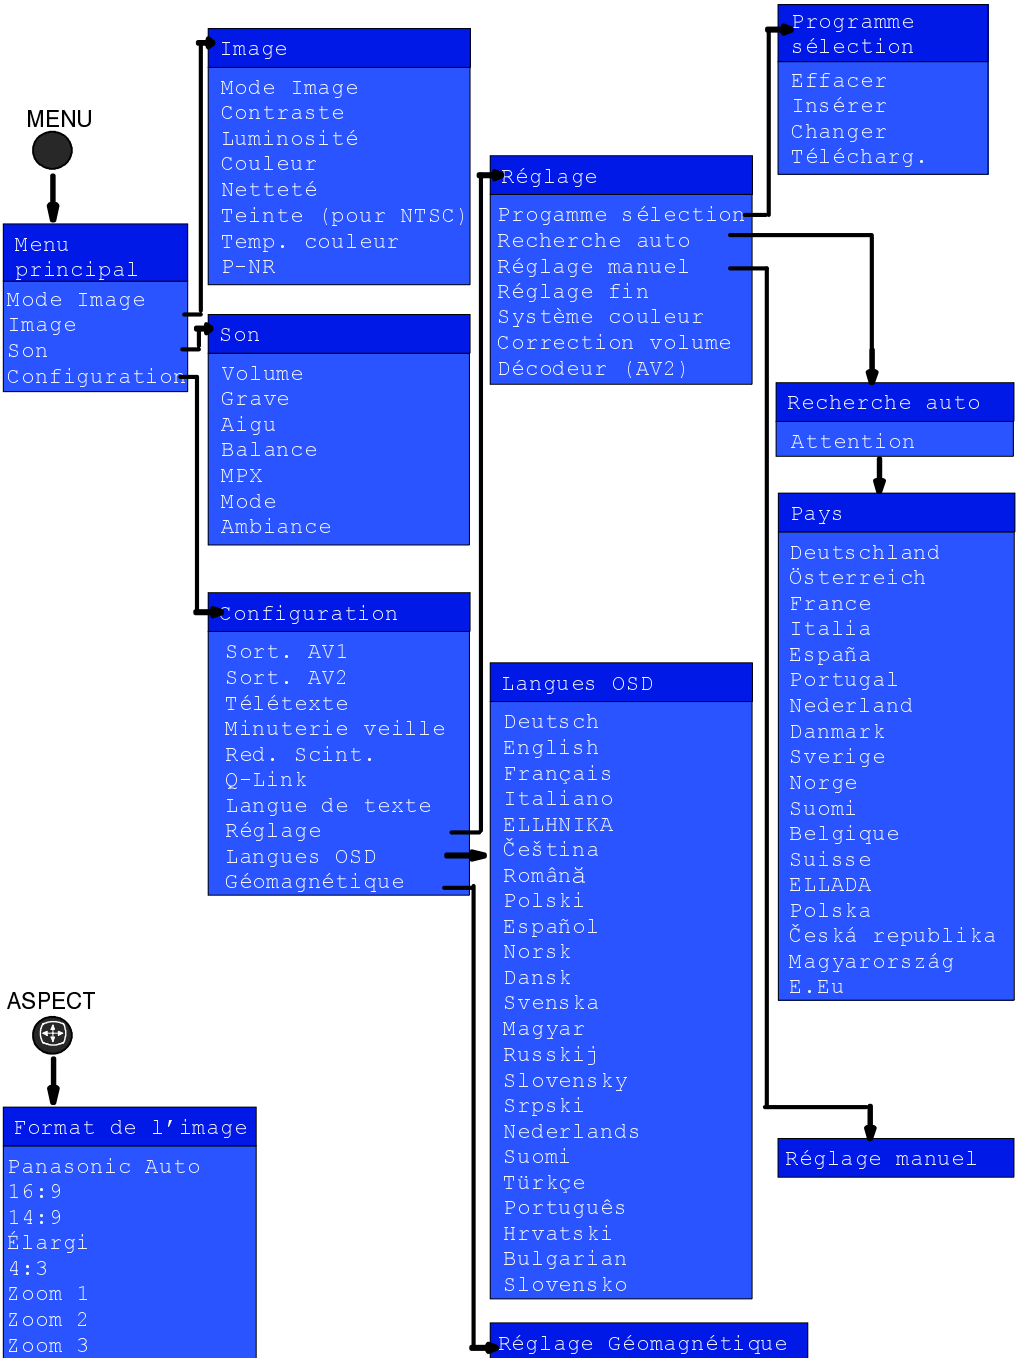 MENU
Menu
principal
Mode Image
Image
Son
Configuration
Image
Mode Image
Contraste
Luminosité
Couleur
Netteté
Teinte (pour NTSC)
Temp. couleur
P-NR
Son
Volume
Grave
Aigu
Balance
MPX
Mode
Ambiance
Configuration
Sort. AV1
Sort. AV2
Télétexte
Minuterie veille
Red. Scint.
Q-Link
Langue de texte
Réglage
Langues OSD
Géomagnétique
Réglage
Progamme sélection
Recherche auto
Réglage manuel
Réglage fin
Système couleur
Correction volume
Décodeur (AV2)
Programme
sélection
Effacer
Insérer
Changer
Télécharg.
Recherche auto
Attention
Pays
Deutschland
Österreich
France
Italia
España
Portugal
Nederland
Danmark
Sverige
Norge
Suomi
Belgique
Suisse
ELLADA
Polska
Česká republika
Magyarország
E.Eu
Langues OSD
Deutsch
English
Français
Italiano
ELLHNIKA
Čeština
Română
Polski
Español
Norsk
Dansk
Svenska
Magyar
Russkij
Slovensky
Srpski
Nederlands
Suomi
Türkçe
Português
Hrvatski
Bulgarian
Slovensko
Réglage manuel
Réglage Géomagnétique
ASPECT
Format de l'image
Panasonic Auto
16:9
14:9
Élargi
4:3
Zoom 1
Zoom 2
Zoom 3